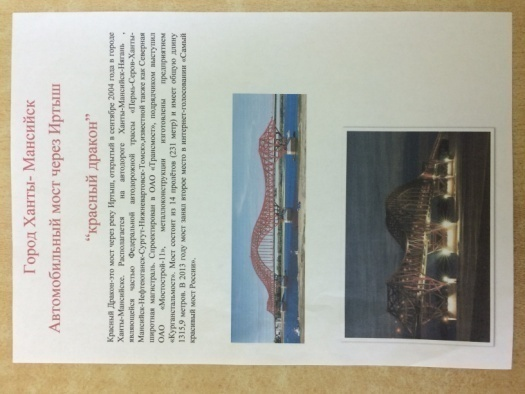 Город Ханты- Мансийск
Автомобильный мост через Иртыш
“красный дракон”
Красный Дракон-это мост через реку Иртыш, открытый в сентябре 2004 года в городе
Ханты-Мансийске. Располагается на автодороге Ханты-Мансийск-Нягань ,
являющейся частью Федеральной автодорожной трассы «Пермь-Серов-Ханты-
Мансийск-Нефтеюганск-Сургут-Нижневартовск-Томск»,известной также как Северная
широтная магистраль. Спроектирован в ОАО «Трансмост», подрядчиком выступил
ОАО «Мостострой-11», металлоконструкции изготовлены предприятием
«Курганстальмост». Мост состоит из 14 пролётов (231 метр) и имеет общую длину
1315,9 метров. В 2013 году мост занял второе место в интернет-голосовании «Самый
красивый мост России».